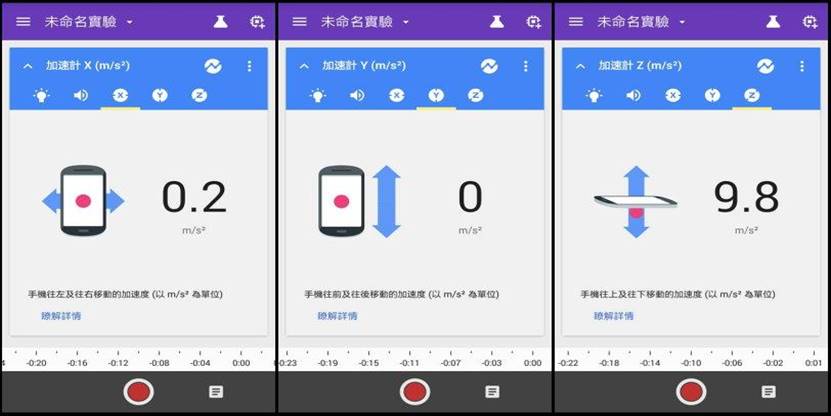 未命名實驗
加速計 X (m/s²)
X Y Z
0.2
m/s²
手機往左及往右移動的加速度 (以 m/s² 為單位)
瞭解詳情
-0:20 -0:16 -0:12 -0:08 -0:04 0:00
未命名實驗
加速計 Y (m/s²)
X Y Z
0
m/s²
手機往前及往後移動的加速度 (以 m/s² 為單位)
瞭解詳情
-0:23 -0:19 -0:15 -0:11 -0:07 -0:03 0:00
未命名實驗
加速計 Z (m/s²)
X Y Z
9.8
m/s²
手機往上及往下移動的加速度 (以 m/s² 為單位)
瞭解詳情
-0:22 -0:18 -0:14 -0:10 -0:06 -0:02 0:01